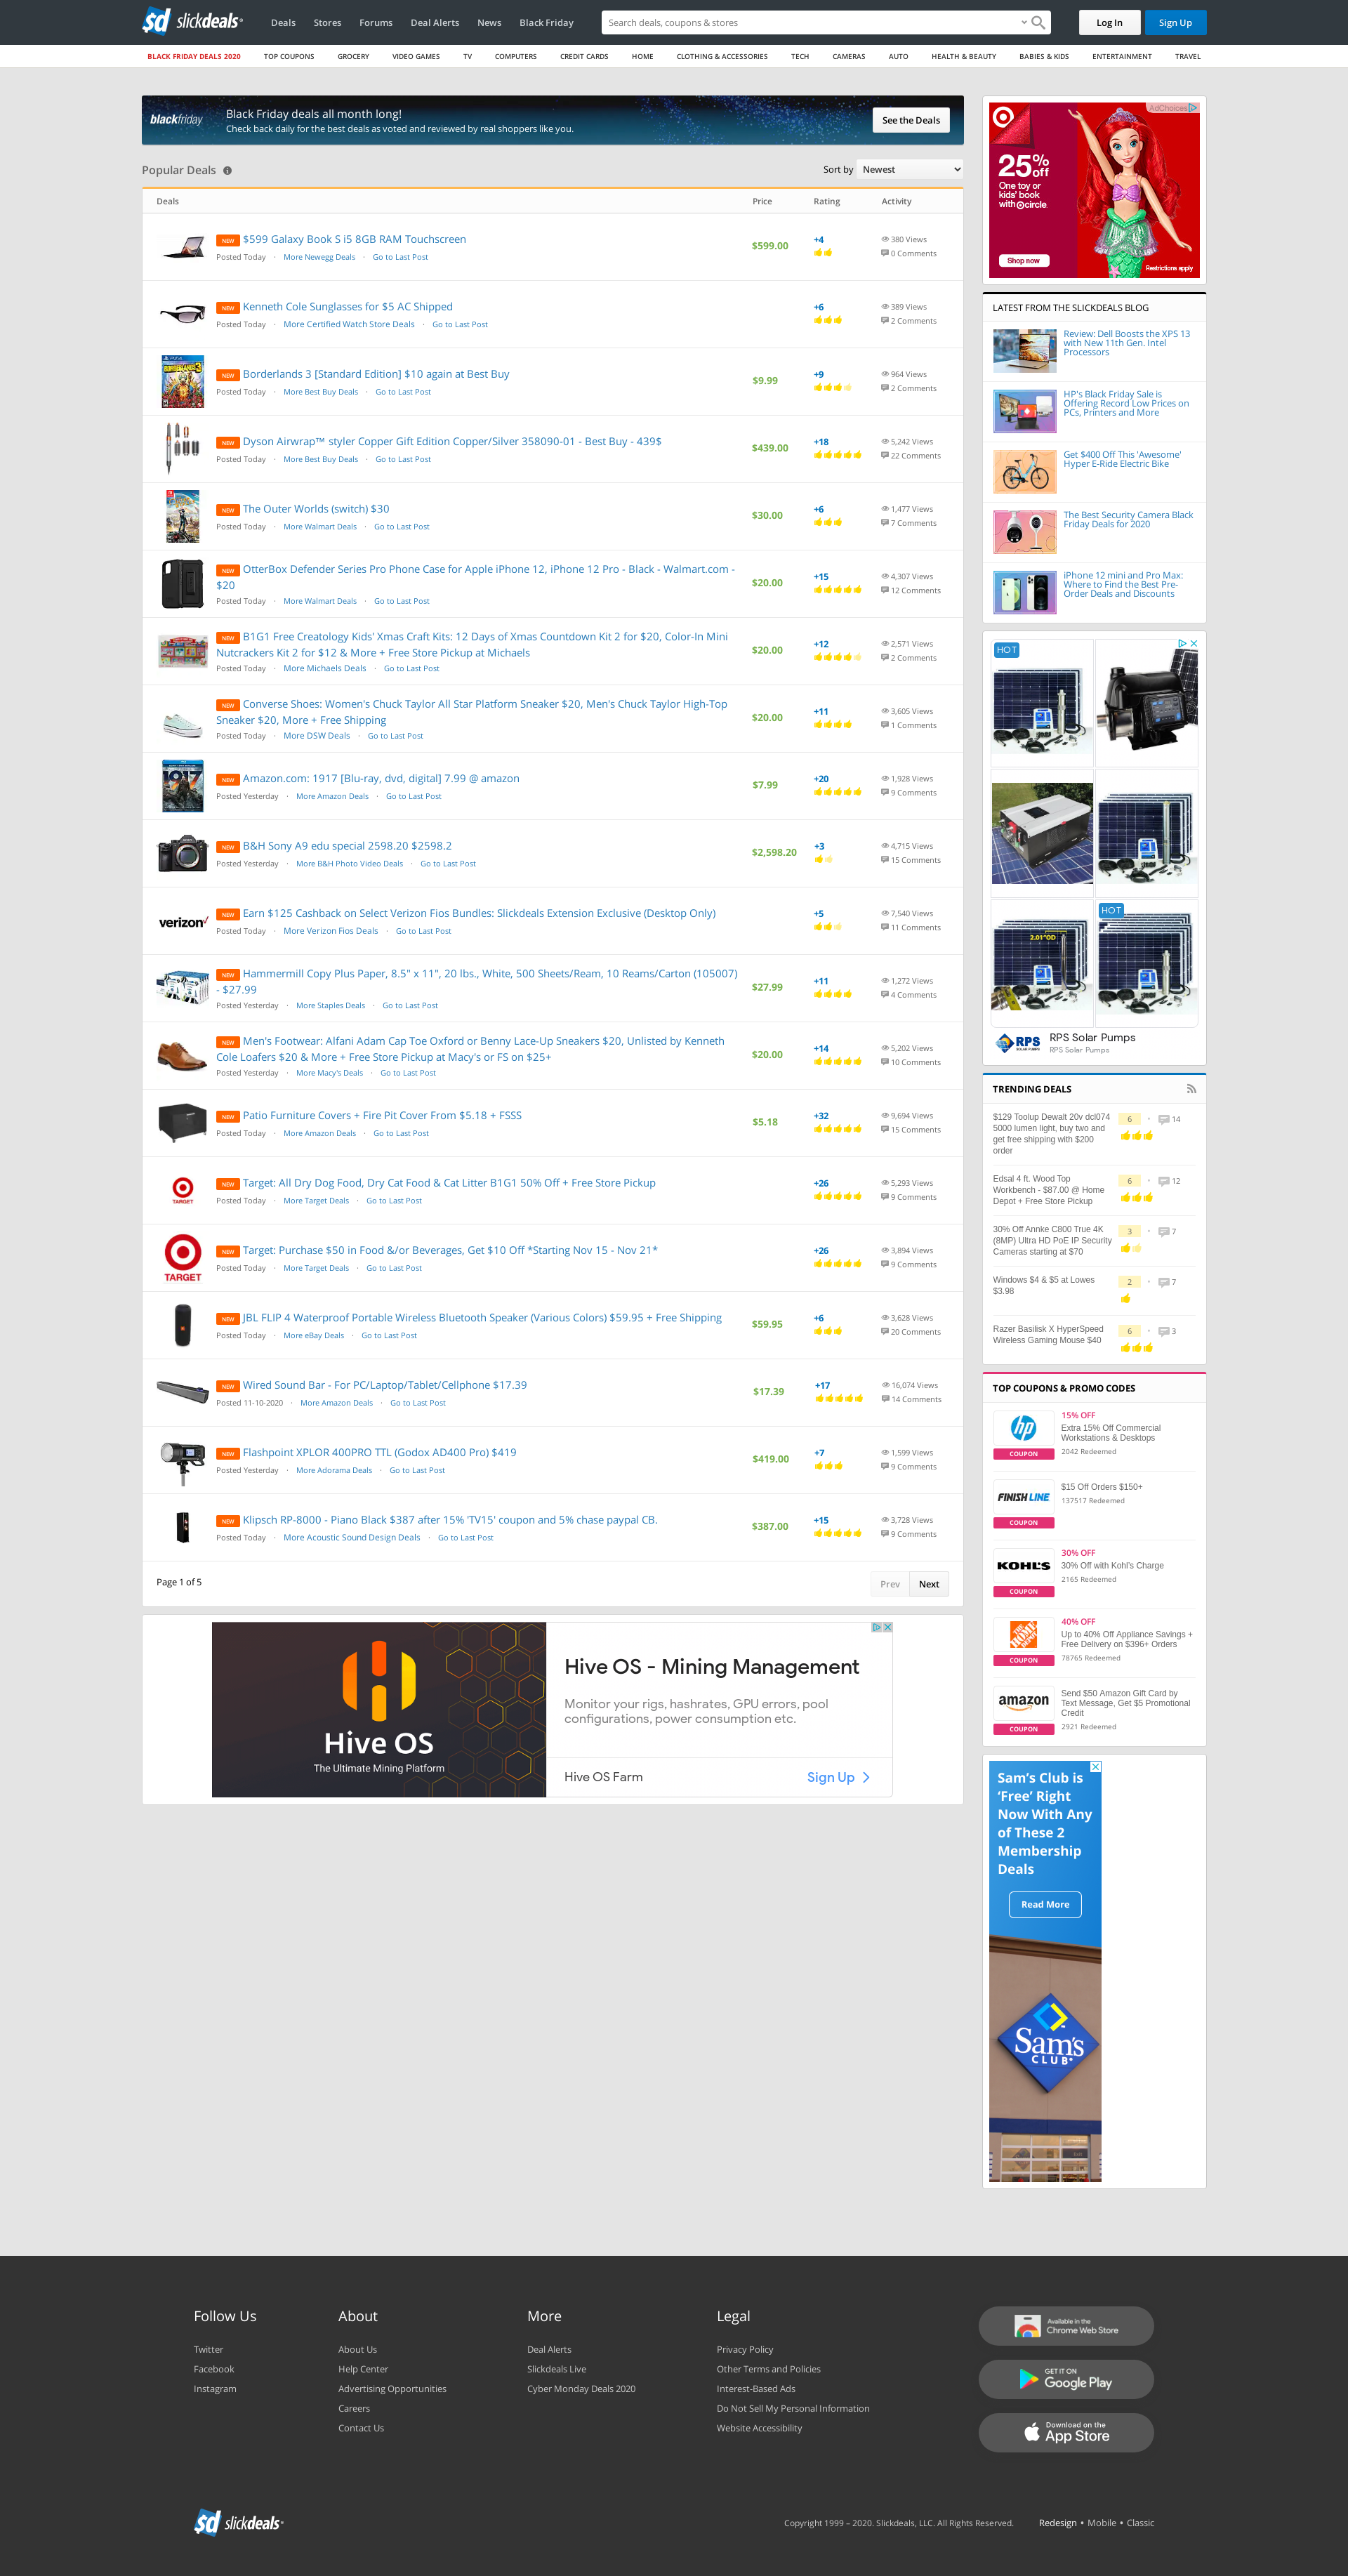 slickdeals
Deals Stores Forums Deal Alerts News Black Friday
Search deals, coupons & stores
Log In Sign Up
BLACK FRIDAY DEALS 2020 TOP COUPONS GROCERY VIDEO GAMES TV COMPUTERS CREDIT CARDS HOME CLOTHING & ACCESSORIES TECH CAMERAS AUTO HEALTH & BEAUTY BABIES & KIDS ENTERTAINMENT TRAVEL
blackfriday
Black Friday deals all month long!
Check back daily for the best deals as voted and reviewed by real shoppers like you.
See the Deals
Popular Deals
Sort by Newest
Deals Price Rating Activity
NEW $599 Galaxy Book S i5 8GB RAM Touchscreen
Posted Today · More Newegg Deals · Go to Last Post
$599.00 +4 380 Views
0 Comments
NEW Kenneth Cole Sunglasses for $5 AC Shipped
Posted Today · More Certified Watch Store Deals · Go to Last Post
+6 389 Views
2 Comments
NEW Borderlands 3 [Standard Edition] $10 again at Best Buy
Posted Today · More Best Buy Deals · Go to Last Post
$9.99 +9 964 Views
2 Comments
NEW Dyson Airwrap™ styler Copper Gift Edition Copper/Silver 358090-01 - Best Buy - 439$
Posted Today · More Best Buy Deals · Go to Last Post
$439.00 +18 5,242 Views
22 Comments
NEW The Outer Worlds (switch) $30
Posted Today · More Walmart Deals · Go to Last Post
$30.00 +6 1,477 Views
7 Comments
NEW OtterBox Defender Series Pro Phone Case for Apple iPhone 12, iPhone 12 Pro - Black - Walmart.com -
$20
Posted Today · More Walmart Deals · Go to Last Post
$20.00 +15 4,307 Views
12 Comments
NEW B1G1 Free Creatology Kids' Xmas Craft Kits: 12 Days of Xmas Countdown Kit 2 for $20, Color-In Mini
Nutcrackers Kit 2 for $12 & More + Free Store Pickup at Michaels
Posted Today · More Michaels Deals · Go to Last Post
$20.00 +12 2,571 Views
2 Comments
NEW Converse Shoes: Women's Chuck Taylor All Star Platform Sneaker $20, Men's Chuck Taylor High-Top
Sneaker $20, More + Free Shipping
Posted Today · More DSW Deals · Go to Last Post
$20.00 +11 3,605 Views
1 Comments
NEW Amazon.com: 1917 [Blu-ray, dvd, digital] 7.99 @ amazon
Posted Yesterday · More Amazon Deals · Go to Last Post
$7.99 +20 1,928 Views
9 Comments
NEW B&H Sony A9 edu special 2598.20 $2598.2
Posted Yesterday · More B&H Photo Video Deals · Go to Last Post
$2,598.20 +3 4,715 Views
15 Comments
verizon
NEW Earn $125 Cashback on Select Verizon Fios Bundles: Slickdeals Extension Exclusive (Desktop Only)
Posted Today · More Verizon Fios Deals · Go to Last Post
+5 7,540 Views
11 Comments
NEW Hammermill Copy Plus Paper, 8.5" x 11", 20 lbs., White, 500 Sheets/Ream, 10 Reams/Carton (105007)
- $27.99
Posted Yesterday · More Staples Deals · Go to Last Post
$27.99 +11 1,272 Views
4 Comments
NEW Men's Footwear: Alfani Adam Cap Toe Oxford or Benny Lace-Up Sneakers $20, Unlisted by Kenneth
Cole Loafers $20 & More + Free Store Pickup at Macy's or FS on $25+
Posted Yesterday · More Macy's Deals · Go to Last Post
$20.00 +14 5,202 Views
10 Comments
NEW Patio Furniture Covers + Fire Pit Cover From $5.18 + FSSS
Posted Today · More Amazon Deals · Go to Last Post
$5.18 +32 9,694 Views
15 Comments
TARGET
NEW Target: All Dry Dog Food, Dry Cat Food & Cat Litter B1G1 50% Off + Free Store Pickup
Posted Today · More Target Deals · Go to Last Post
+26 5,293 Views
9 Comments
TARGET
NEW Target: Purchase $50 in Food &/or Beverages, Get $10 Off *Starting Nov 15 - Nov 21*
Posted Today · More Target Deals · Go to Last Post
+26 3,894 Views
9 Comments
NEW JBL FLIP 4 Waterproof Portable Wireless Bluetooth Speaker (Various Colors) $59.95 + Free Shipping
Posted Today · More eBay Deals · Go to Last Post
$59.95 +6 3,628 Views
20 Comments
NEW Wired Sound Bar - For PC/Laptop/Tablet/Cellphone $17.39
Posted 11-10-2020 · More Amazon Deals · Go to Last Post
$17.39 +17 16,074 Views
14 Comments
NEW Flashpoint XPLOR 400PRO TTL (Godox AD400 Pro) $419
Posted Yesterday · More Adorama Deals · Go to Last Post
$419.00 +7 1,599 Views
9 Comments
NEW Klipsch RP-8000 - Piano Black $387 after 15% 'TV15' coupon and 5% chase paypal CB.
Posted Today · More Acoustic Sound Design Deals · Go to Last Post
$387.00 +15 3,728 Views
9 Comments
Page 1 of 5
Prev Next
Hive OS
The Ultimate Mining Platform
Hive OS - Mining Management
Monitor your rigs, hashrates, GPU errors, pool
configurations, power consumption etc.
Hive OS Farm Sign Up
AdChoices
25% off
One toy or
kids' book
with circle
Shop now
Restrictions apply
LATEST FROM THE SLICKDEALS BLOG
Review: Dell Boosts the XPS 13
with New 11th Gen. Intel
Processors
HP's Black Friday Sale is
Offering Record Low Prices on
PCs, Printers and More
Get $400 Off This 'Awesome'
Hyper E-Ride Electric Bike
The Best Security Camera Black
Friday Deals for 2020
iPhone 12 mini and Pro Max:
Where to Find the Best Pre-
Order Deals and Discounts
HOT
HOT
2.01"OD
RPS
RPS Solar Pumps
RPS Solar Pumps
TRENDING DEALS
$129 Toolup Dewalt 20v dcl074
5000 lumen light, buy two and
get free shipping with $200
order
6 · 14
Edsal 4 ft. Wood Top
Workbench - $87.00 @ Home
Depot + Free Store Pickup
6 · 12
30% Off Annke C800 True 4K
(8MP) Ultra HD PoE IP Security
Cameras starting at $70
3 · 7
Windows $4 & $5 at Lowes
$3.98
2 · 7
Razer Basilisk X HyperSpeed
Wireless Gaming Mouse $40
6 · 3
TOP COUPONS & PROMO CODES
hp
COUPON
15% OFF
Extra 15% Off Commercial
Workstations & Desktops
2042 Redeemed
FINISH LINE
COUPON
$15 Off Orders $150+
137517 Redeemed
KOHL'S
COUPON
30% OFF
30% Off with Kohl's Charge
2165 Redeemed
COUPON
40% OFF
Up to 40% Off Appliance Savings +
Free Delivery on $396+ Orders
78765 Redeemed
amazon
COUPON
Send $50 Amazon Gift Card by
Text Message, Get $5 Promotional
Credit
2921 Redeemed
Sam's Club is
'Free' Right
Now With Any
of These 2
Membership
Deals
Read More
Sam's
CLUB
Follow Us
Twitter
Facebook
Instagram
About
About Us
Help Center
Advertising Opportunities
Careers
Contact Us
More
Deal Alerts
Slickdeals Live
Cyber Monday Deals 2020
Legal
Privacy Policy
Other Terms and Policies
Interest-Based Ads
Do Not Sell My Personal Information
Website Accessibility
Available in the
Chrome Web Store
GET IT ON
Google Play
Download on the
App Store
slickdeals
Copyright 1999 – 2020. Slickdeals, LLC. All Rights Reserved.
Redesign • Mobile • Classic